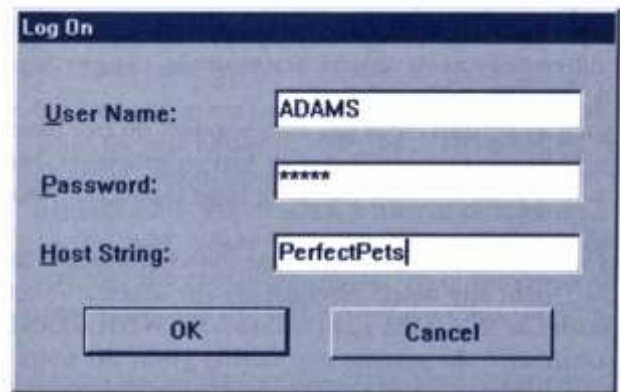 Log On
User Name: ADAMS
Password: *****
Host String: PerfectPets
OK Cancel